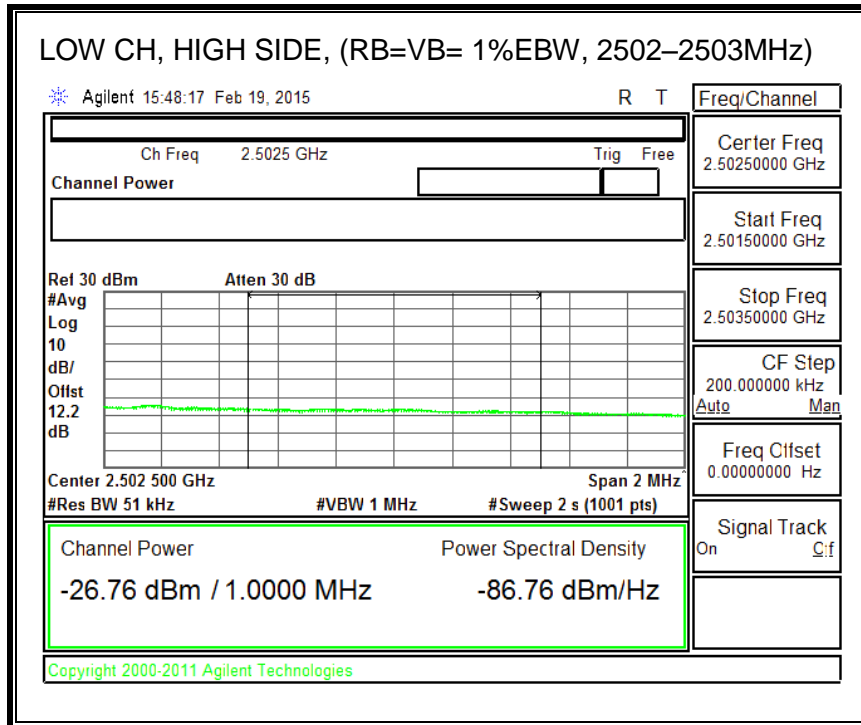 LOW CH, HIGH SIDE, (RB=VB= 1%EBW, 2502–2503MHz)
Agilent 15:48:17 Feb 19, 2015 R T
Freq/Channel
Ch Freq 2.5025 GHz Trig Free
Channel Power
Center Freq
2.50250000 GHz
Start Freq
2.50150000 GHz
Stop Freq
2.50350000 GHz
CF Step
200.000000 kHz
Auto Man
Freq Offset
0.00000000 Hz
Signal Track
On Off
Ref 30 dBm Atten 30 dB
#Avg
Log
10
dB/
Offst
12.2
dB
Center 2.502 500 GHz Span 2 MHz
#Res BW 51 kHz #VBW 1 MHz #Sweep 2 s (1001 pts)
Channel Power Power Spectral Density
-26.76 dBm / 1.0000 MHz -86.76 dBm/Hz
Copyright 2000-2011 Agilent Technologies